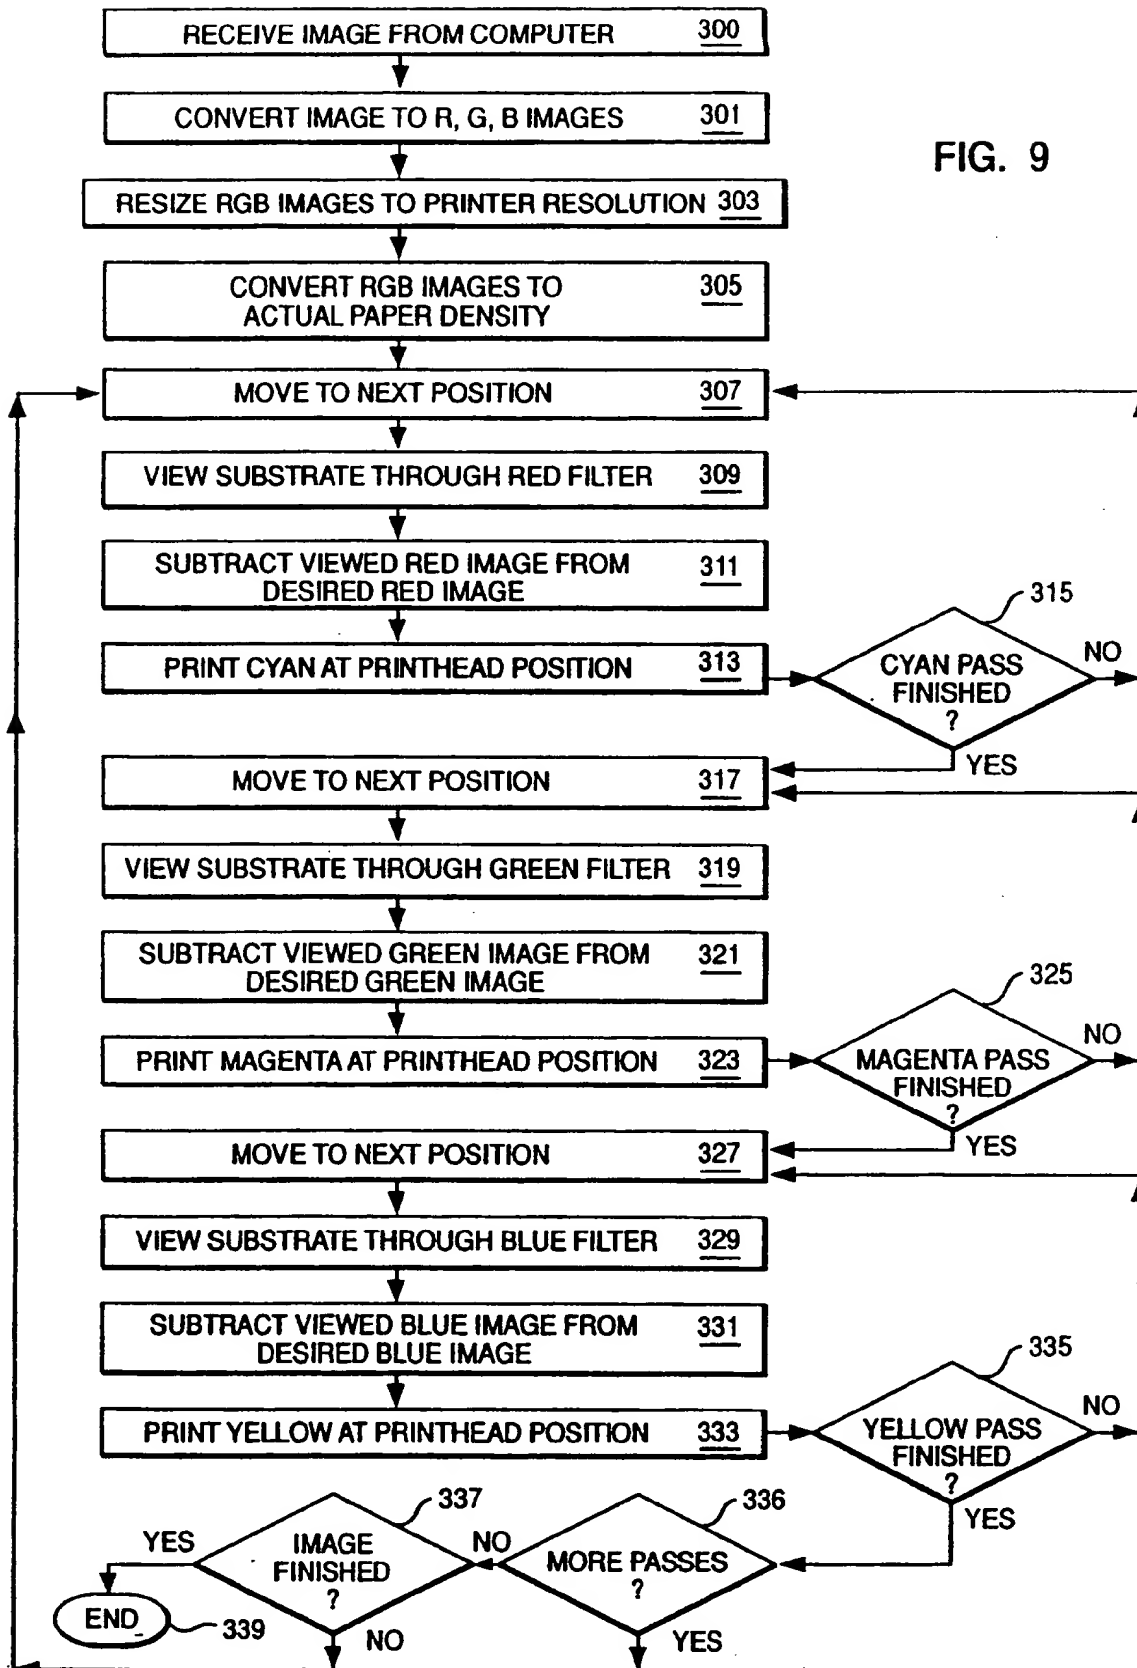 RECEIVE IMAGE FROM COMPUTER 300
CONVERT IMAGE TO R, G, B IMAGES 301
FIG. 9
RESIZE RGB IMAGES TO PRINTER RESOLUTION 303
CONVERT RGB IMAGES TO 305
ACTUAL PAPER DENSITY
MOVE TO NEXT POSITION 307
VIEW SUBSTRATE THROUGH RED FILTER 309
SUBTRACT VIEWED RED IMAGE FROM 311
DESIRED RED IMAGE
PRINT CYAN AT PRINTHEAD POSITION 313
315
CYAN PASS
FINISHED
?
NO
YES
MOVE TO NEXT POSITION 317
VIEW SUBSTRATE THROUGH GREEN FILTER 319
SUBTRACT VIEWED GREEN IMAGE FROM 321
DESIRED GREEN IMAGE
PRINT MAGENTA AT PRINTHEAD POSITION 323
325
MAGENTA PASS
FINISHED
?
NO
YES
MOVE TO NEXT POSITION 327
VIEW SUBSTRATE THROUGH BLUE FILTER 329
SUBTRACT VIEWED BLUE IMAGE FROM 331
DESIRED BLUE IMAGE
PRINT YELLOW AT PRINTHEAD POSITION 333
335
YELLOW PASS
FINISHED
?
NO
YES
336
MORE PASSES
?
NO
YES
337
IMAGE
FINISHED
?
YES
NO
END 339